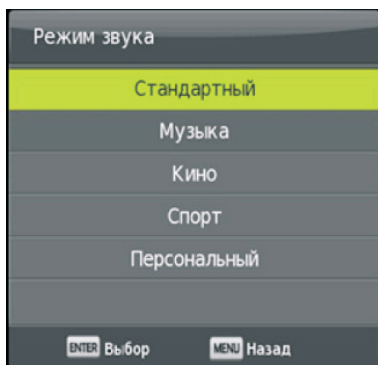 Режим звука
Стандартный
Музыка
Кино
Спорт
Персональный
ENTER Выбор MENU Назад